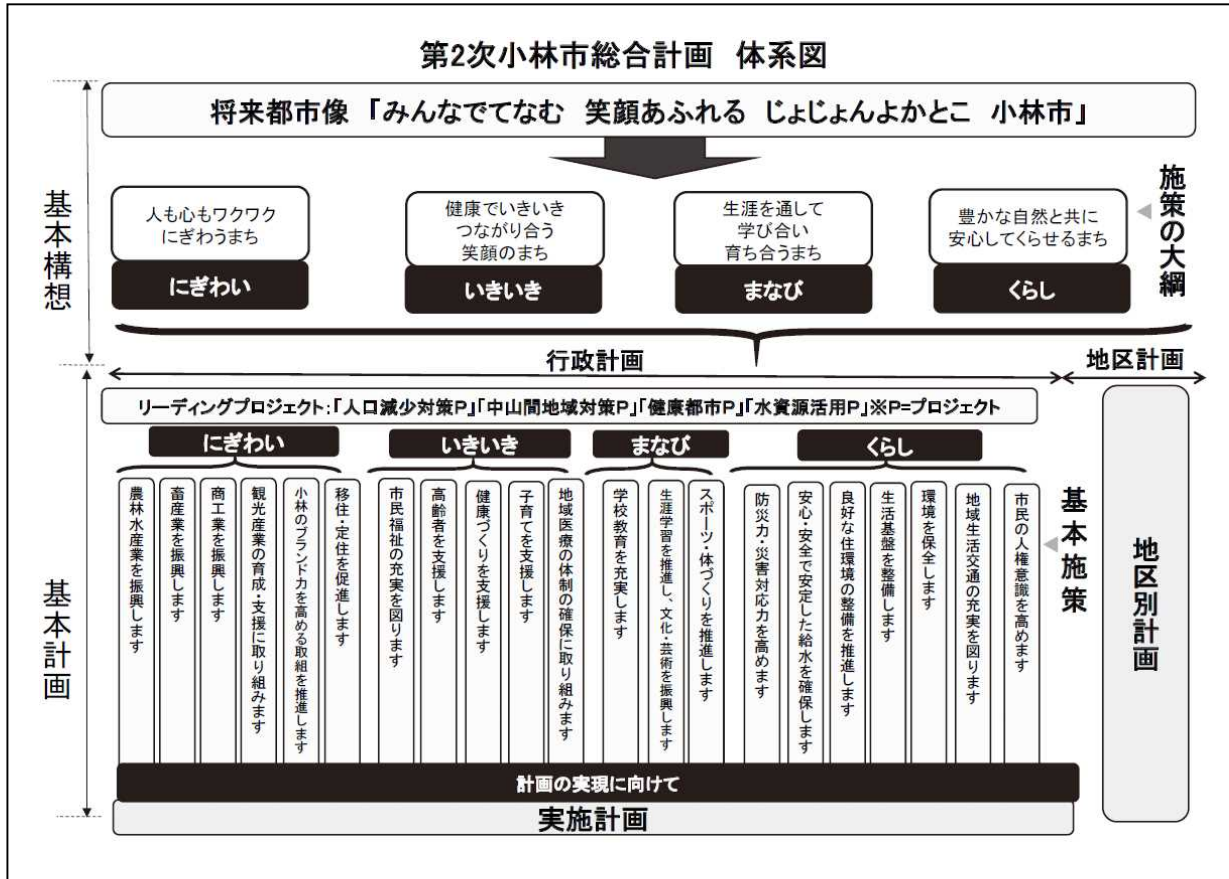 第2次小林市総合計画 体系図
将来都市像 「みんなでてなむ 笑顔あふれる じょじょんよかとこ 小林市」
基本構想
人も心もワクワク
にぎわうまち
にぎわい
健康でいきいき
つながり合う
笑顔のまち
いきいき
生涯を通して
学び合い
育ち合うまち
まなび
豊かな自然と共に
安心してくらせるまち
くらし
施策の大綱
行政計画
地区計画
基本計画
リーディングプロジェクト:「人口減少対策P」「中山間地域対策P」「健康都市P」「水資源活用P」※P=プロジェクト
にぎわい
農林水産業を振興します
畜産業を振興します
商工業を振興します
観光産業の育成・支援に取り組みます
小林のブランド力を高める取組を推進します
移住・定住を促進します
いきいき
市民福祉の充実を図ります
高齢者を支援します
健康づくりを支援します
子育てを支援します
地域医療の体制の確保に取り組みます
まなび
学校教育を充実します
生涯学習を推進し、文化・芸術を振興します
スポーツ・体づくりを推進します
くらし
防災力・災害対応力を高めます
安心・安全で安定した給水を確保します
良好な住環境の整備を推進します
生活基盤を整備します
環境を保全します
地域生活交通の充実を図ります
市民の人権意識を高めます
基本施策
地区別計画
計画の実現に向けて
実施計画